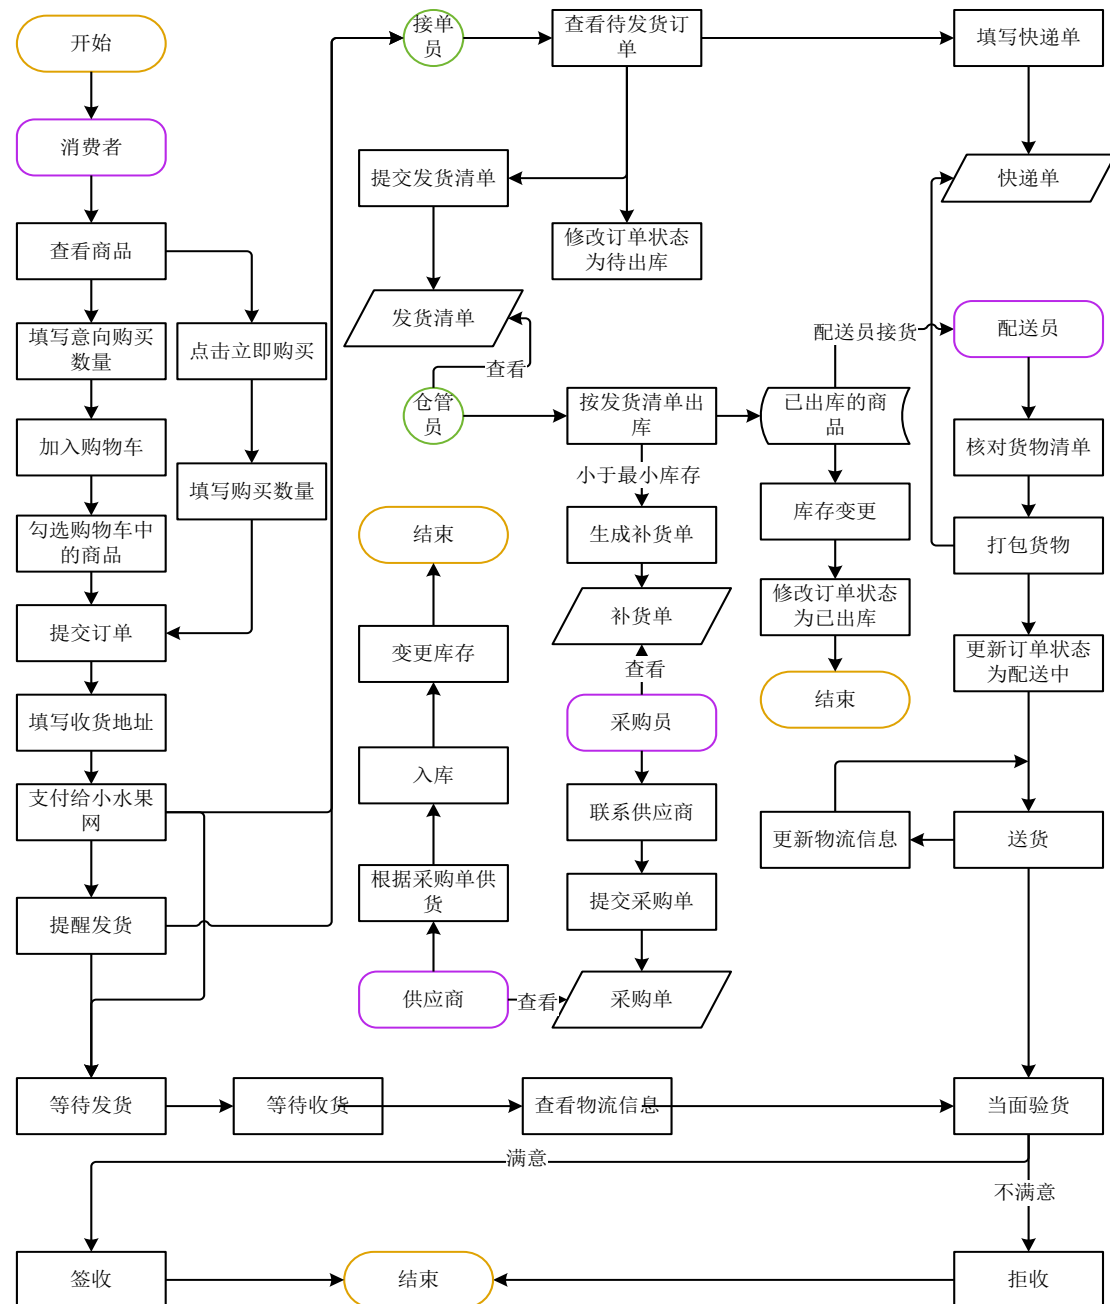 开始
接单
员
查看待发货订
单
填写快递单
消费者
提交发货清单
快递单
查看商品
修改订单状态
为待出库
填写意向购买
数量
点击立即购买
发货清单
查看
配送员接货
配送员
仓管
员
按发货清单出
库
已出库的商
品
加入购物车
核对货物清单
小于最小库存
填写购买数量
库存变更
勾选购物车中
的商品
结束
生成补货单
打包货物
提交订单
变更库存
补货单
修改订单状态
为已出库
更新订单状态
为配送中
查看
填写收货地址
采购员
结束
入库
支付给小水果
网
联系供应商
更新物流信息
送货
根据采购单供
货
提交采购单
提醒发货
供应商
查看
采购单
等待发货
等待收货
查看物流信息
当面验货
满意
不满意
签收
结束
拒收